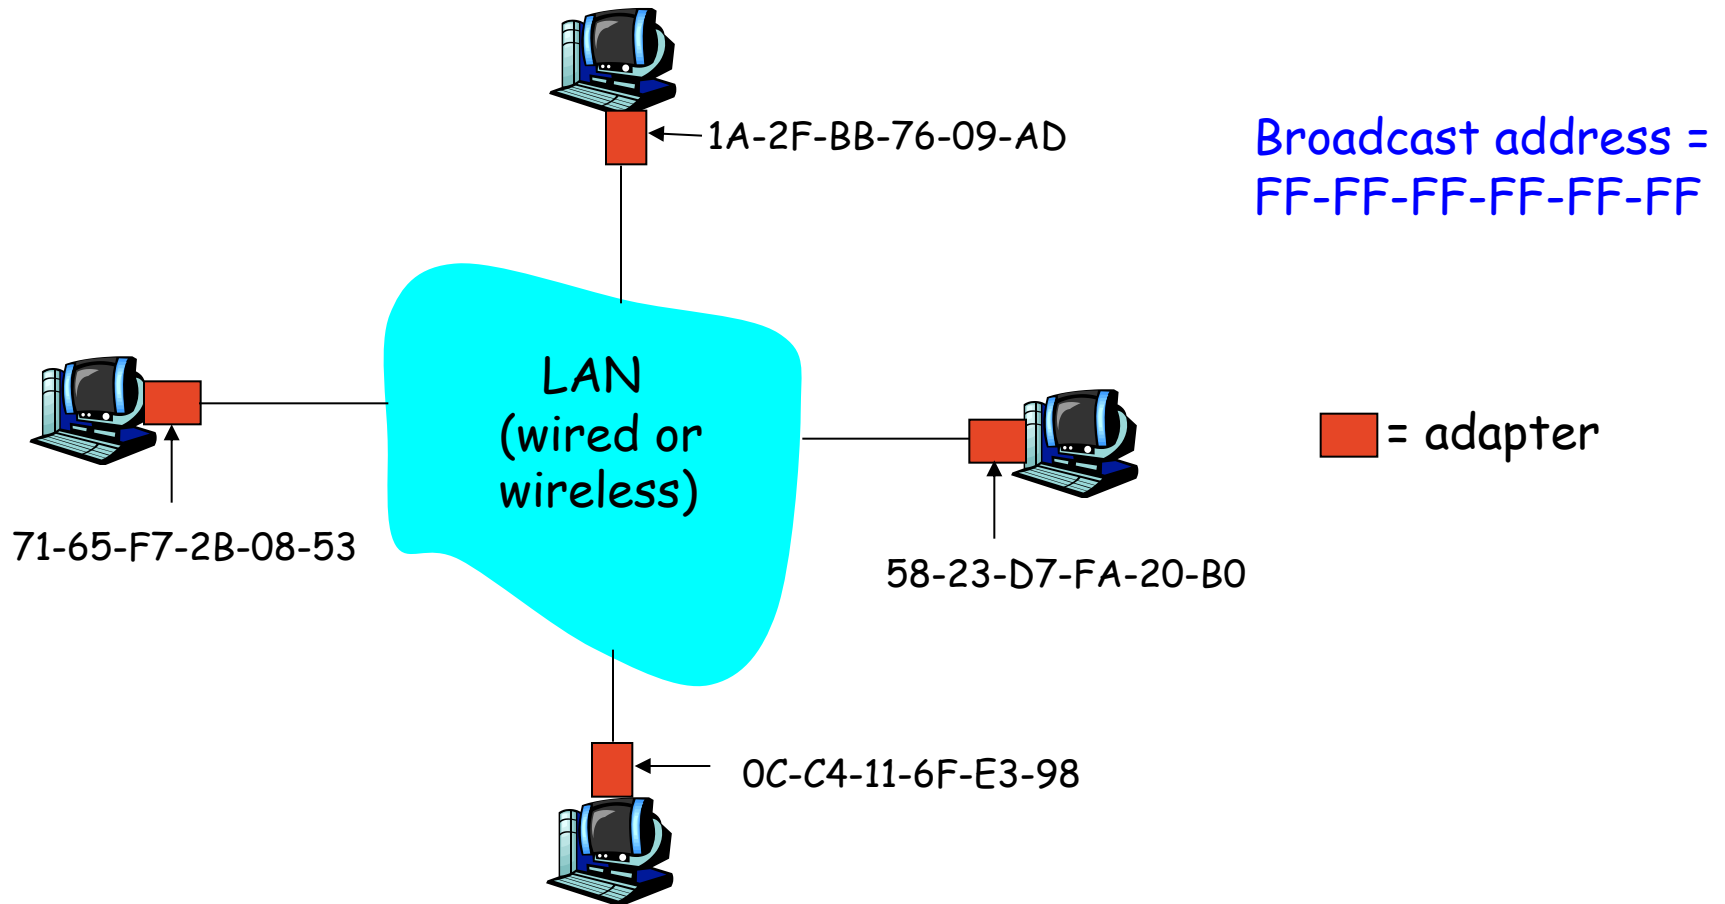 1A-2F-BB-76-09-AD
Broadcast address =
FF-FF-FF-FF-FF-FF
LAN
(wired or
wireless)
= adapter
71-65-F7-2B-08-53
58-23-D7-FA-20-B0
0C-C4-11-6F-E3-98